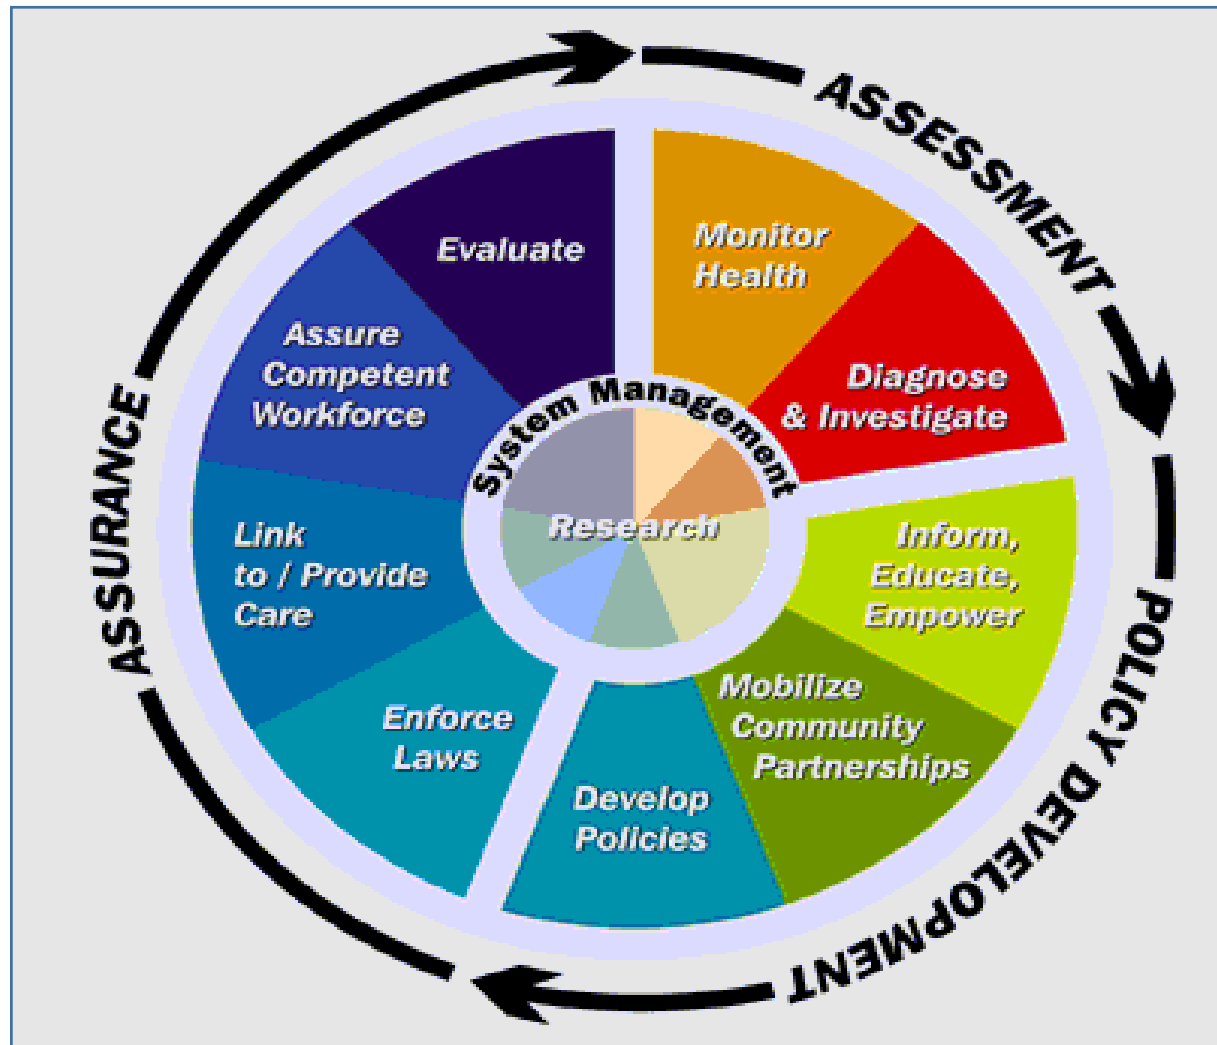 ASSESSMENT
Monitor
Health
Diagnose
& Investigate
POLICY DEVELOPMENT
Inform,
Educate,
Empower
Mobilize
Community
Partnerships
Develop
Policies
ASSURANCE
Enforce
Laws
Link
to / Provide
Care
Assure
Competent
Workforce
Evaluate
System Management
Research